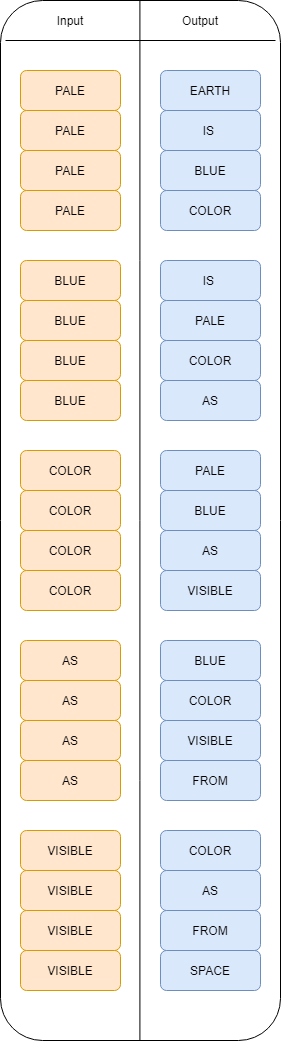 Input Output
PALE EARTH
PALE IS
PALE BLUE
PALE COLOR
BLUE IS
BLUE PALE
BLUE COLOR
BLUE AS
COLOR PALE
COLOR BLUE
COLOR AS
COLOR VISIBLE
AS BLUE
AS COLOR
AS VISIBLE
AS FROM
VISIBLE COLOR
VISIBLE AS
VISIBLE FROM
VISIBLE SPACE